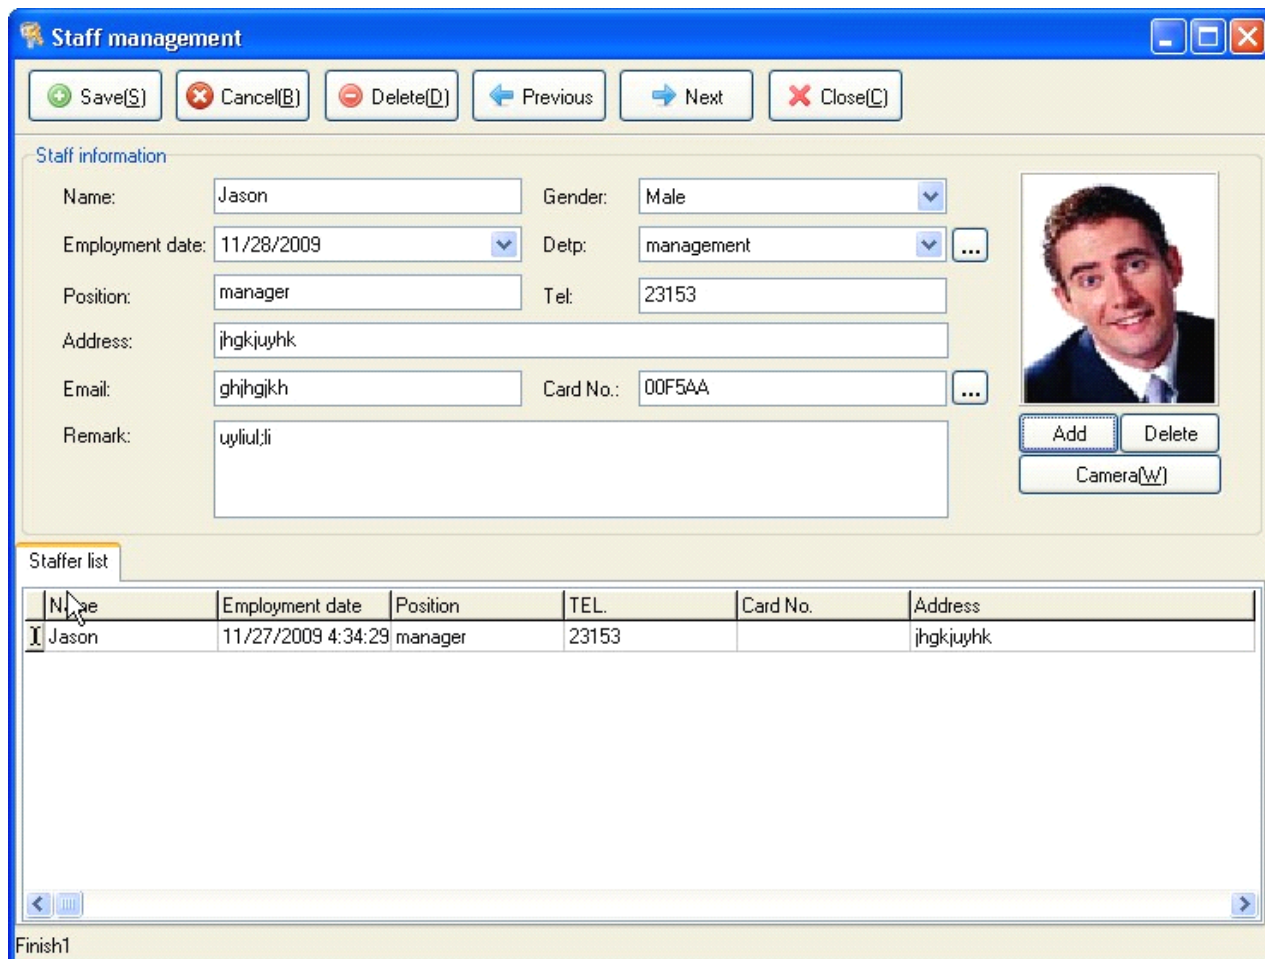 Staff management
Save(S) Cancel(B) Delete(D) Previous Next Close(C)
Staff information
Name: Jason Gender: Male
Employment date: 11/28/2009 Detp: management ...
Position: manager Tel: 23153
Address: jhgkjuyhk
Email: ghjhgjkh Card No.: 00F5AA ...
Remark: uyliul;li
Add Delete
Camera(W)
Staffer list
Employment date Position TEL. Card No. Address
Jason 11/27/2009 4:34:29 manager 23153 jhgkjuyhk
Finish1